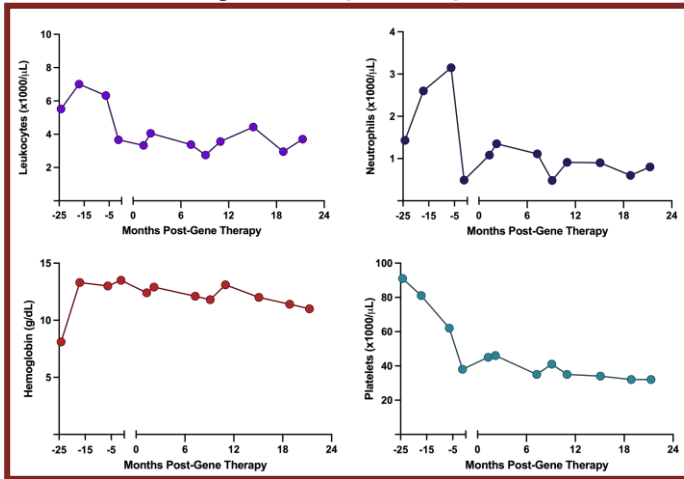 Leukocytes (x1000/µL)
10
8
6
4
2
-25 -15 -5 0 6 12 18 24
Months Post-Gene Therapy
Neutrophils (x1000/µL)
4
3
2
1
-25 -15 -5 0 6 12 18 24
Months Post-Gene Therapy
Hemoglobin (g/dL)
15
10
5
-25 -15 -5 0 6 12 18 24
Months Post-Gene Therapy
Platelets (x1000/µL)
100
80
60
40
20
-25 -15 -5 0 6 12 18 24
Months Post-Gene Therapy